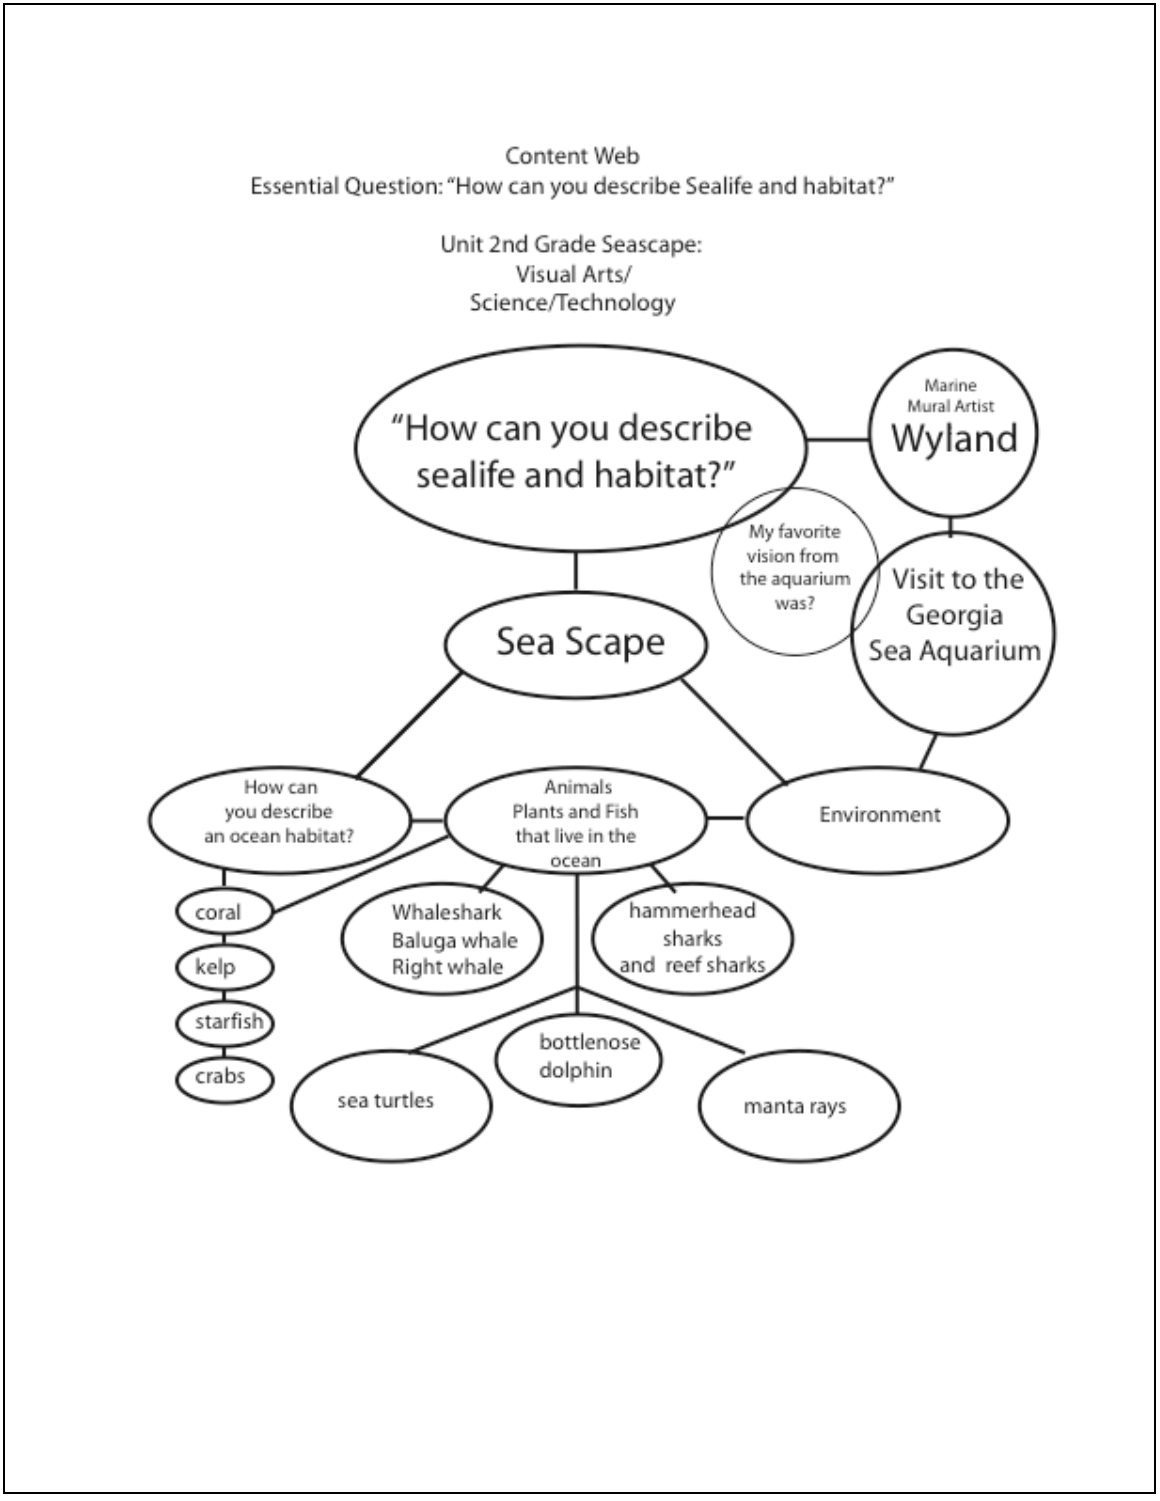 Content Web
Essential Question: “How can you describe Sealife and habitat?”
Unit 2nd Grade Seascape:
Visual Arts/
Science/Technology
“How can you describe
sealife and habitat?”
Marine
Mural Artist
Wyland
My favorite
vision from
the aquarium
was?
Visit to the
Georgia
Sea Aquarium
Sea Scape
How can
you describe
an ocean habitat?
Animals
Plants and Fish
that live in the
ocean
Environment
coral
kelp
starfish
crabs
Whaleshark
Baluga whale
Right whale
hammerhead
sharks
and reef sharks
sea turtles
bottlenose
dolphin
manta rays